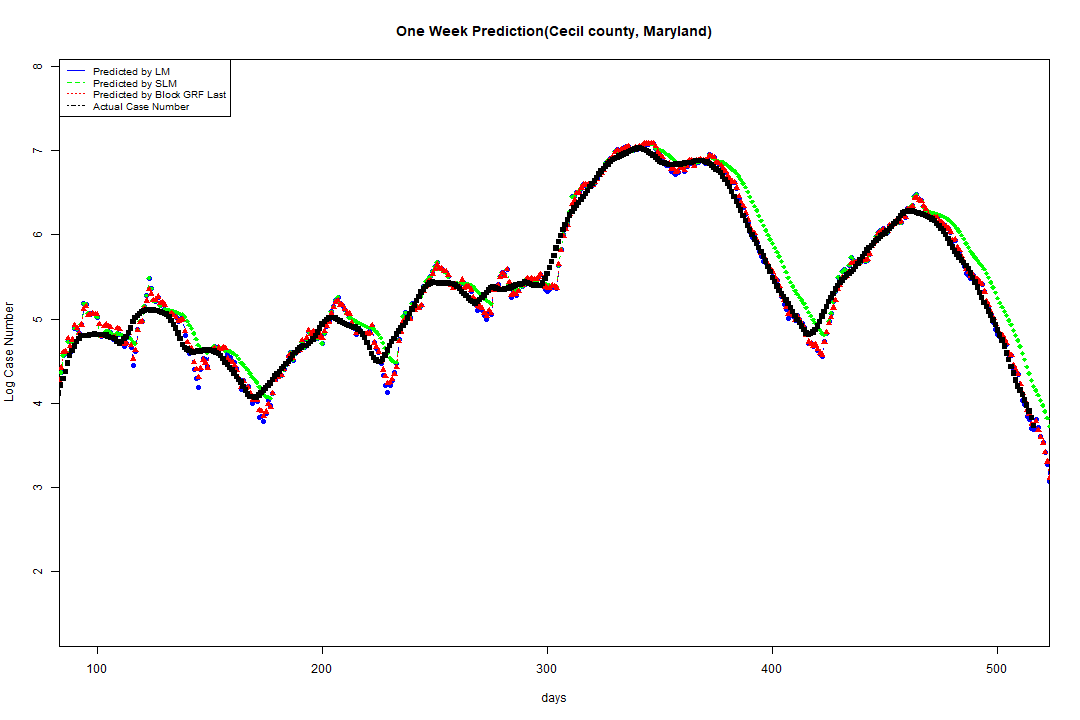 One Week Prediction(Cecil county, Maryland)
Predicted by LM
Predicted by SLM
Predicted by Block GRF Last
Actual Case Number
8
7
6
5
4
3
2
Log Case Number
100 200 300 400 500
days